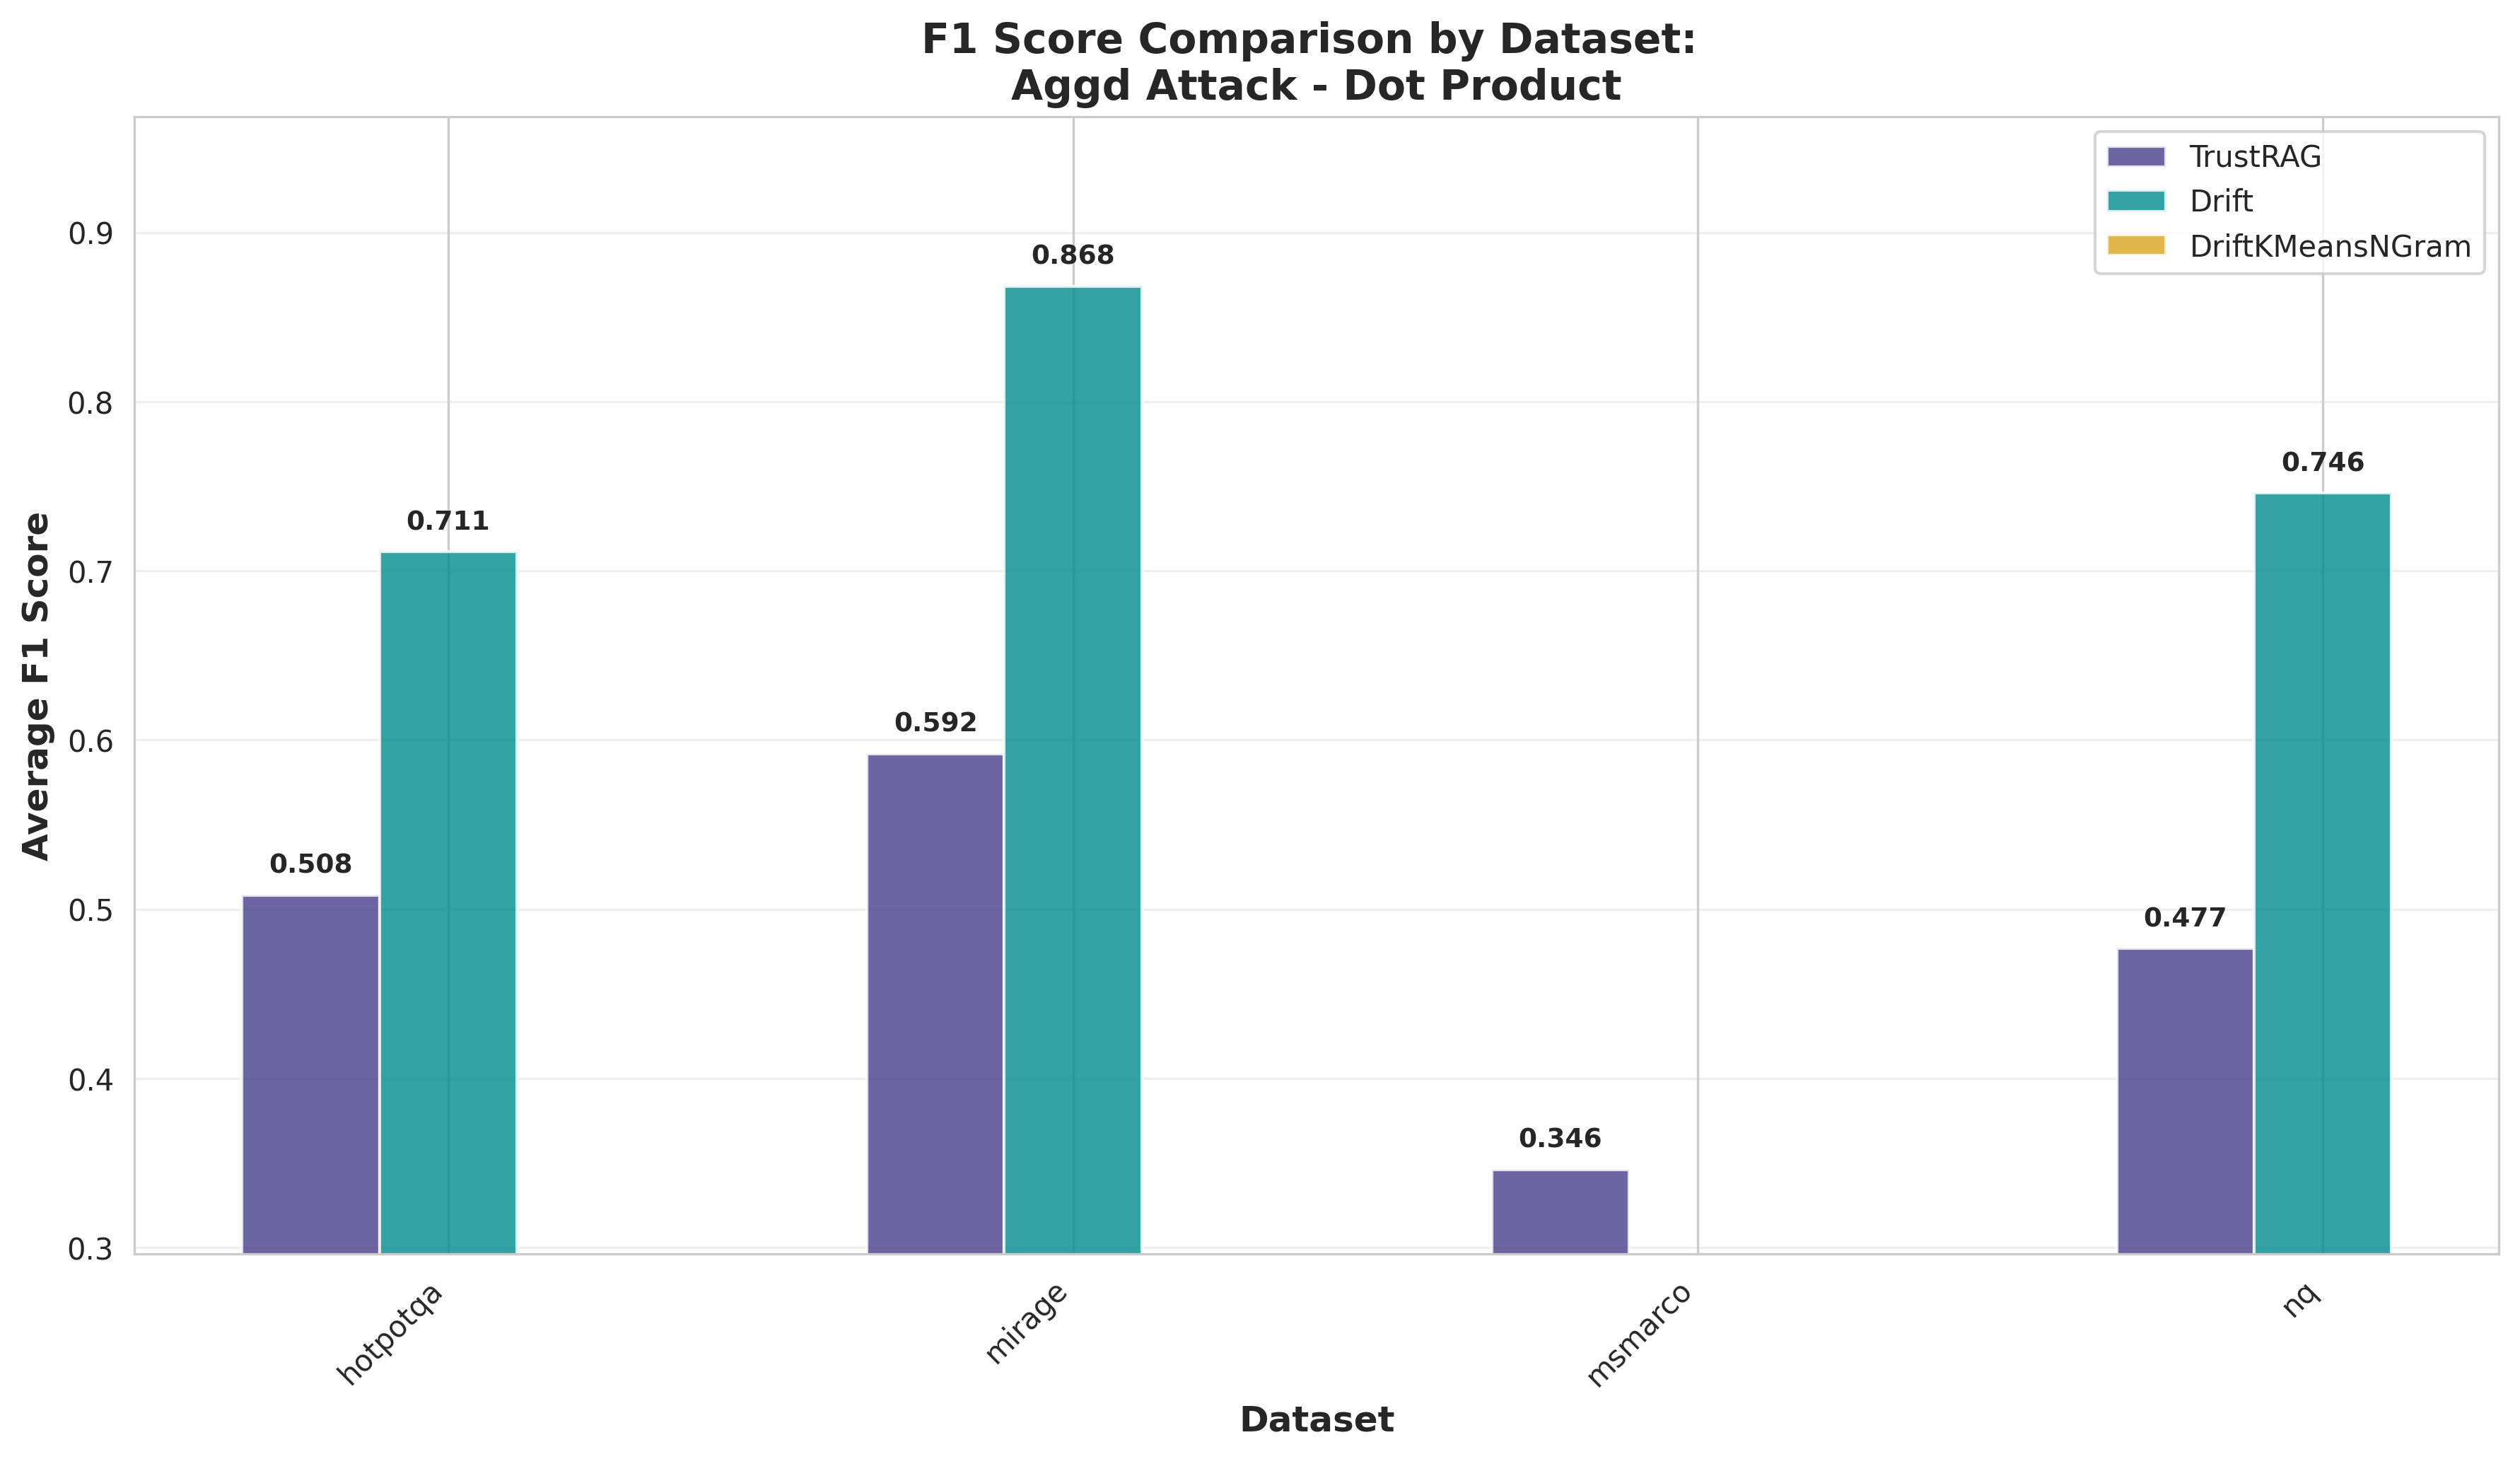 F1 Score Comparison by Dataset:
Aggd Attack - Dot Product
TrustRAG
Drift
DriftKMeansNGram
Average F1 Score
0.9
0.8
0.7
0.6
0.5
0.4
0.3
0.508
0.711
0.592
0.868
0.346
0.477
0.746
hotpotqa
mirage
msmarco
nq
Dataset